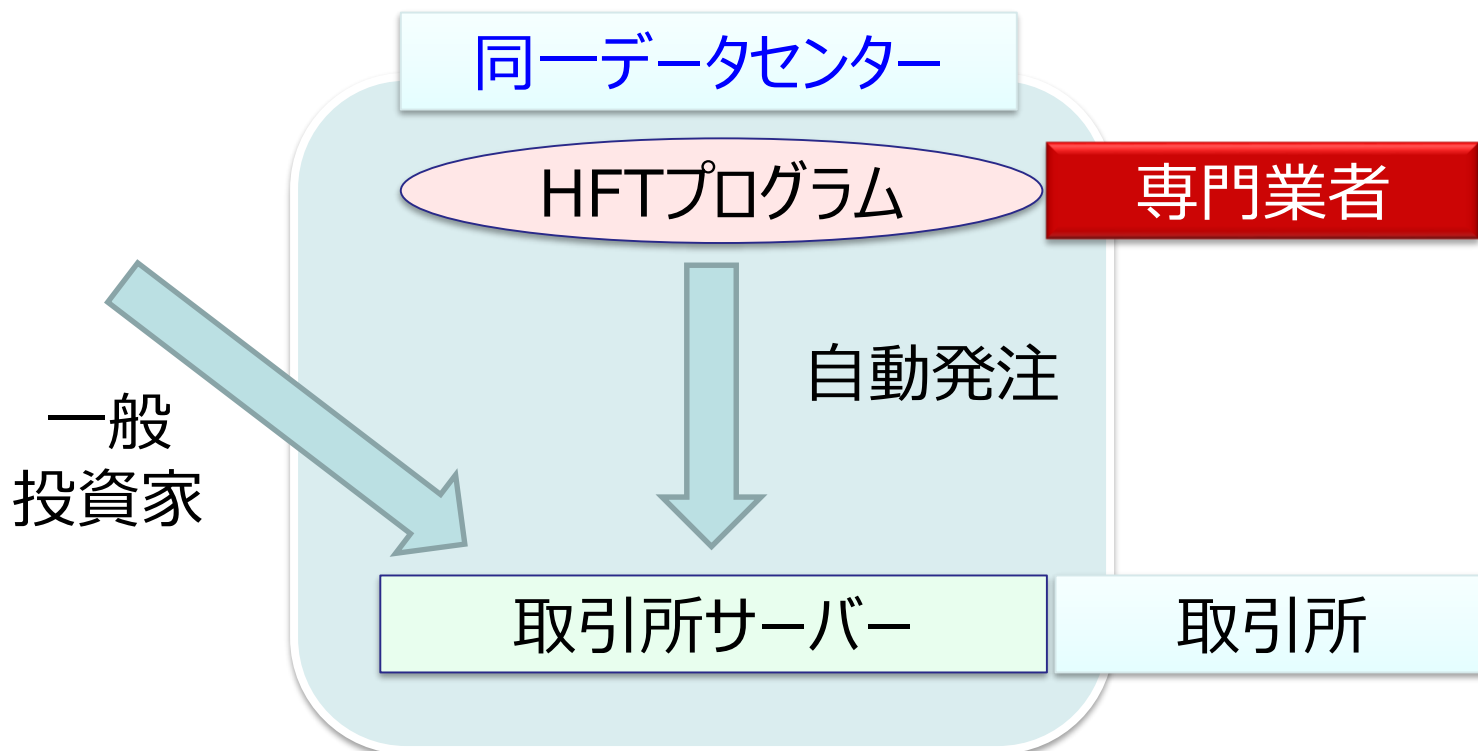 同一データセンター
HFTプログラム
専門業者
自動発注
一般
投資家
取引所サーバー
取引所